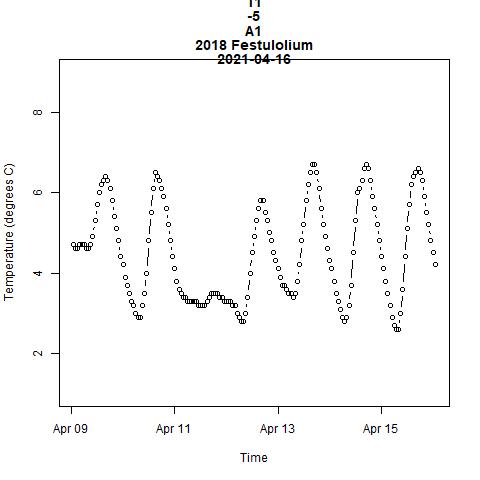 -5
A1
2018 Festulolium
2021-04-16
Temperature (degrees C)
8
6
4
2
Apr 09
Apr 11
Apr 13
Apr 15
Time